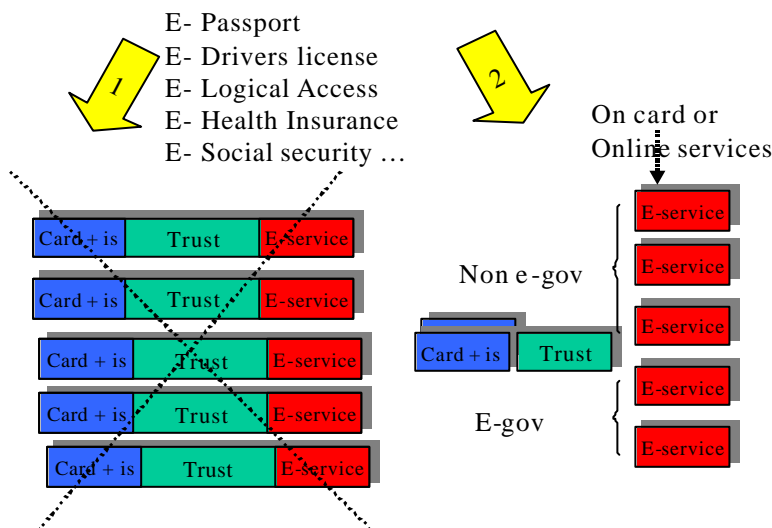 E- Passport
E- Drivers license
E- Logical Access
E- Health Insurance
E- Social security ...
1
2
On card or
Online services
Card + is Trust E-service
Card + is Trust E-service
Card + is Trust E-service
Card + is Trust E-service
Card + is Trust E-service
E-service
E-service
Non e-gov
E-service
Card + is Trust
E-service
E-gov
E-service